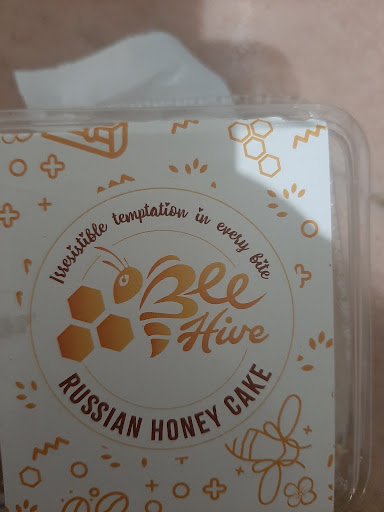 Irresistible temptation in every bite
Bee
Hive
RUSSIAN HONEY CAKE